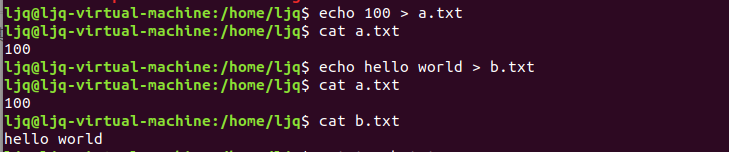 ljq@ljq-virtual-machine:/home/ljq$ echo 100 > a.txt
ljq@ljq-virtual-machine:/home/ljq$ cat a.txt
100
ljq@ljq-virtual-machine:/home/ljq$ echo hello world > b.txt
ljq@ljq-virtual-machine:/home/ljq$ cat a.txt
100
ljq@ljq-virtual-machine:/home/ljq$ cat b.txt
hello world